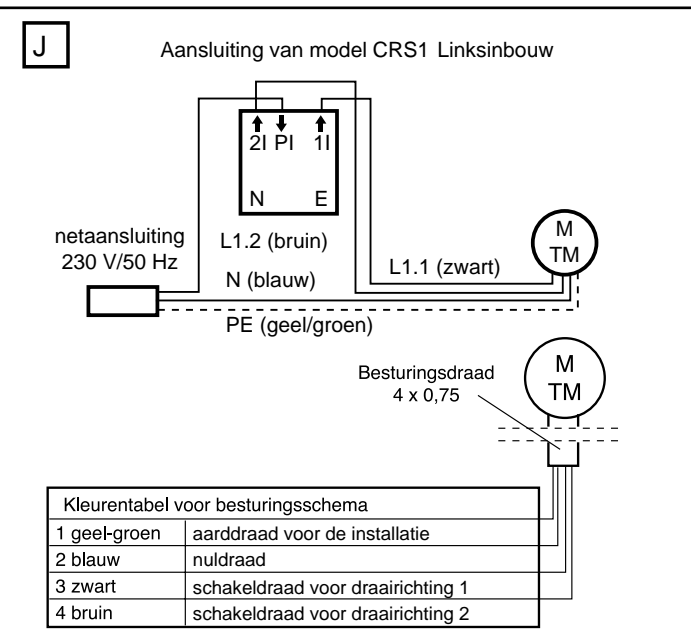 J
Aansluiting van model CRS1 Linksinbouw
2I PI 1I
N E
netaansluiting
230 V/50 Hz
L1.2 (bruin)
N (blauw)
L1.1 (zwart)
PE (geel/groen)
M
TM
Besturingsdraad
4 x 0,75
M
TM
Kleurentabel voor besturingsschema
1 geel-groen aarddraad voor de installatie
2 blauw nuldraad
3 zwart schakeldraad voor draairichting 1
4 bruin schakeldraad voor draairichting 2